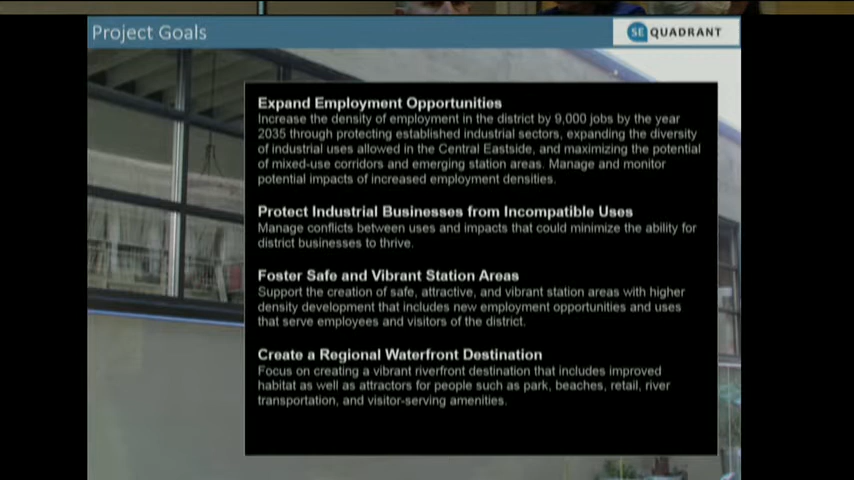 Project Goals
SE QUADRANT
Expand Employment Opportunities
Increase the density of employment in the district by 9,000 jobs by the year
2035 through protecting established industrial sectors, expanding the diversity
of industrial uses allowed in the Central Eastside, and maximizing the potential
of mixed-use corridors and emerging station areas. Manage and monitor
potential impacts of increased employment densities.
Protect Industrial Businesses from Incompatible Uses
Manage conflicts between uses and impacts that could minimize the ability for
district businesses to thrive.
Foster Safe and Vibrant Station Areas
Support the creation of safe, attractive, and vibrant station areas with higher
density development that includes new employment opportunities and uses
that serve employees and visitors of the district.
Create a Regional Waterfront Destination
Focus on creating a vibrant riverfront destination that includes improved
habitat as well as attractors for people such as park, beaches, retail, river
transportation, and visitor-serving amenities.